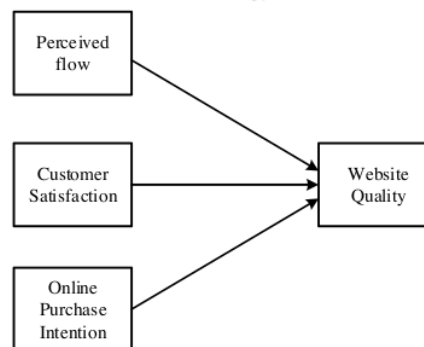 Perceived
flow
Customer
Satisfaction
Website
Quality
Online
Purchase
Intention